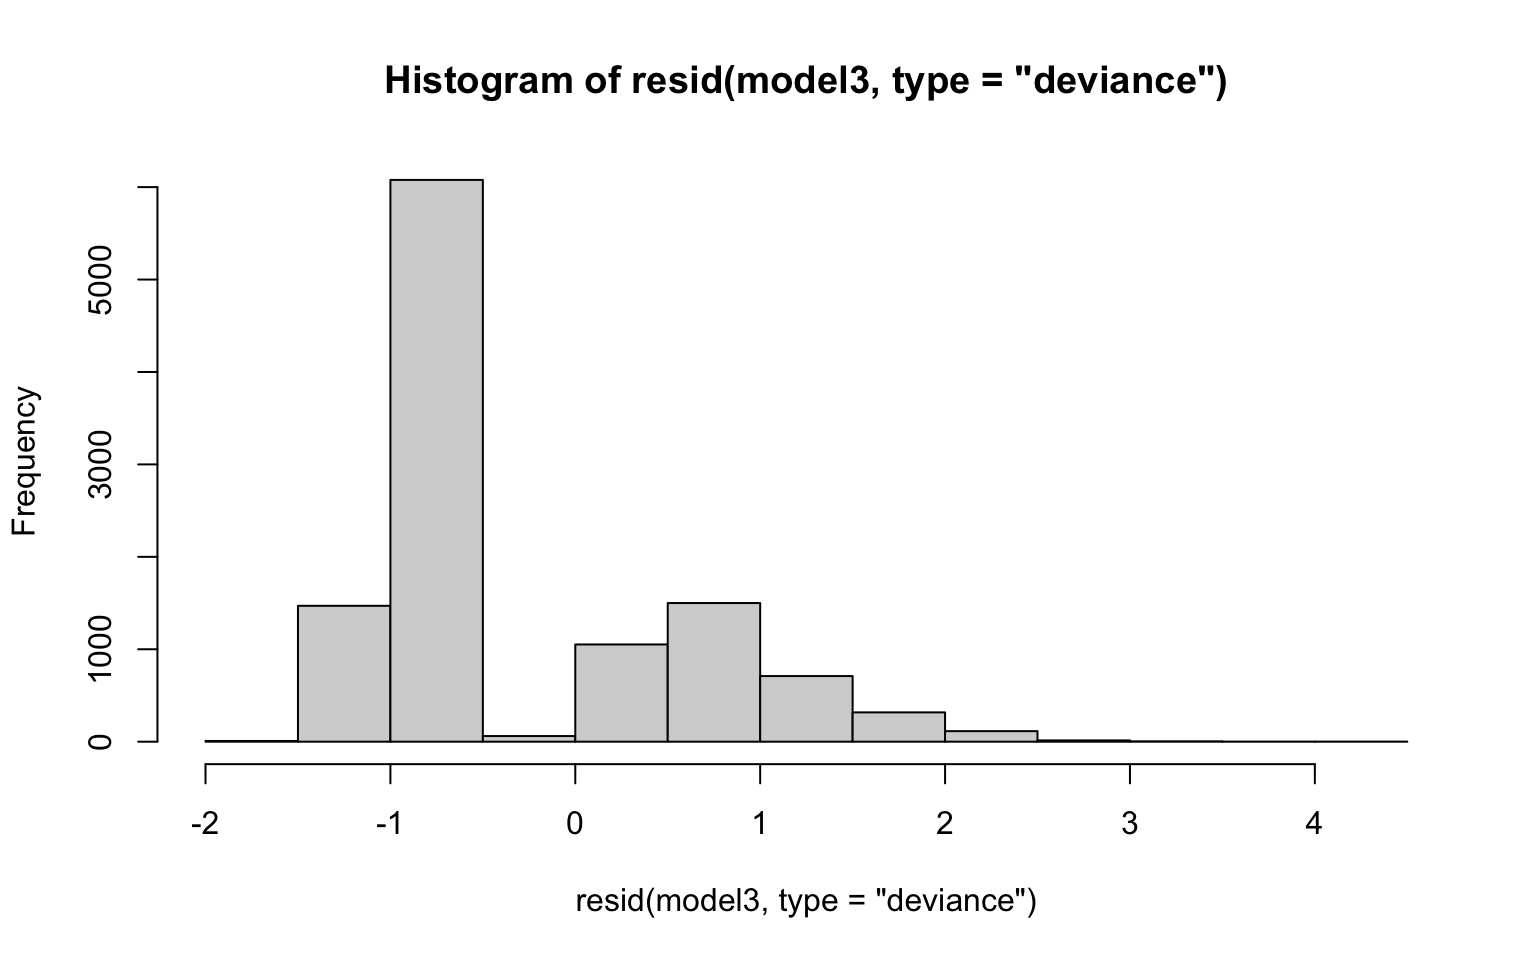 Histogram of resid(model3, type = "deviance")
Frequency
5000
3000
1000
0
-2 -1 0 1 2 3 4
resid(model3, type = "deviance")